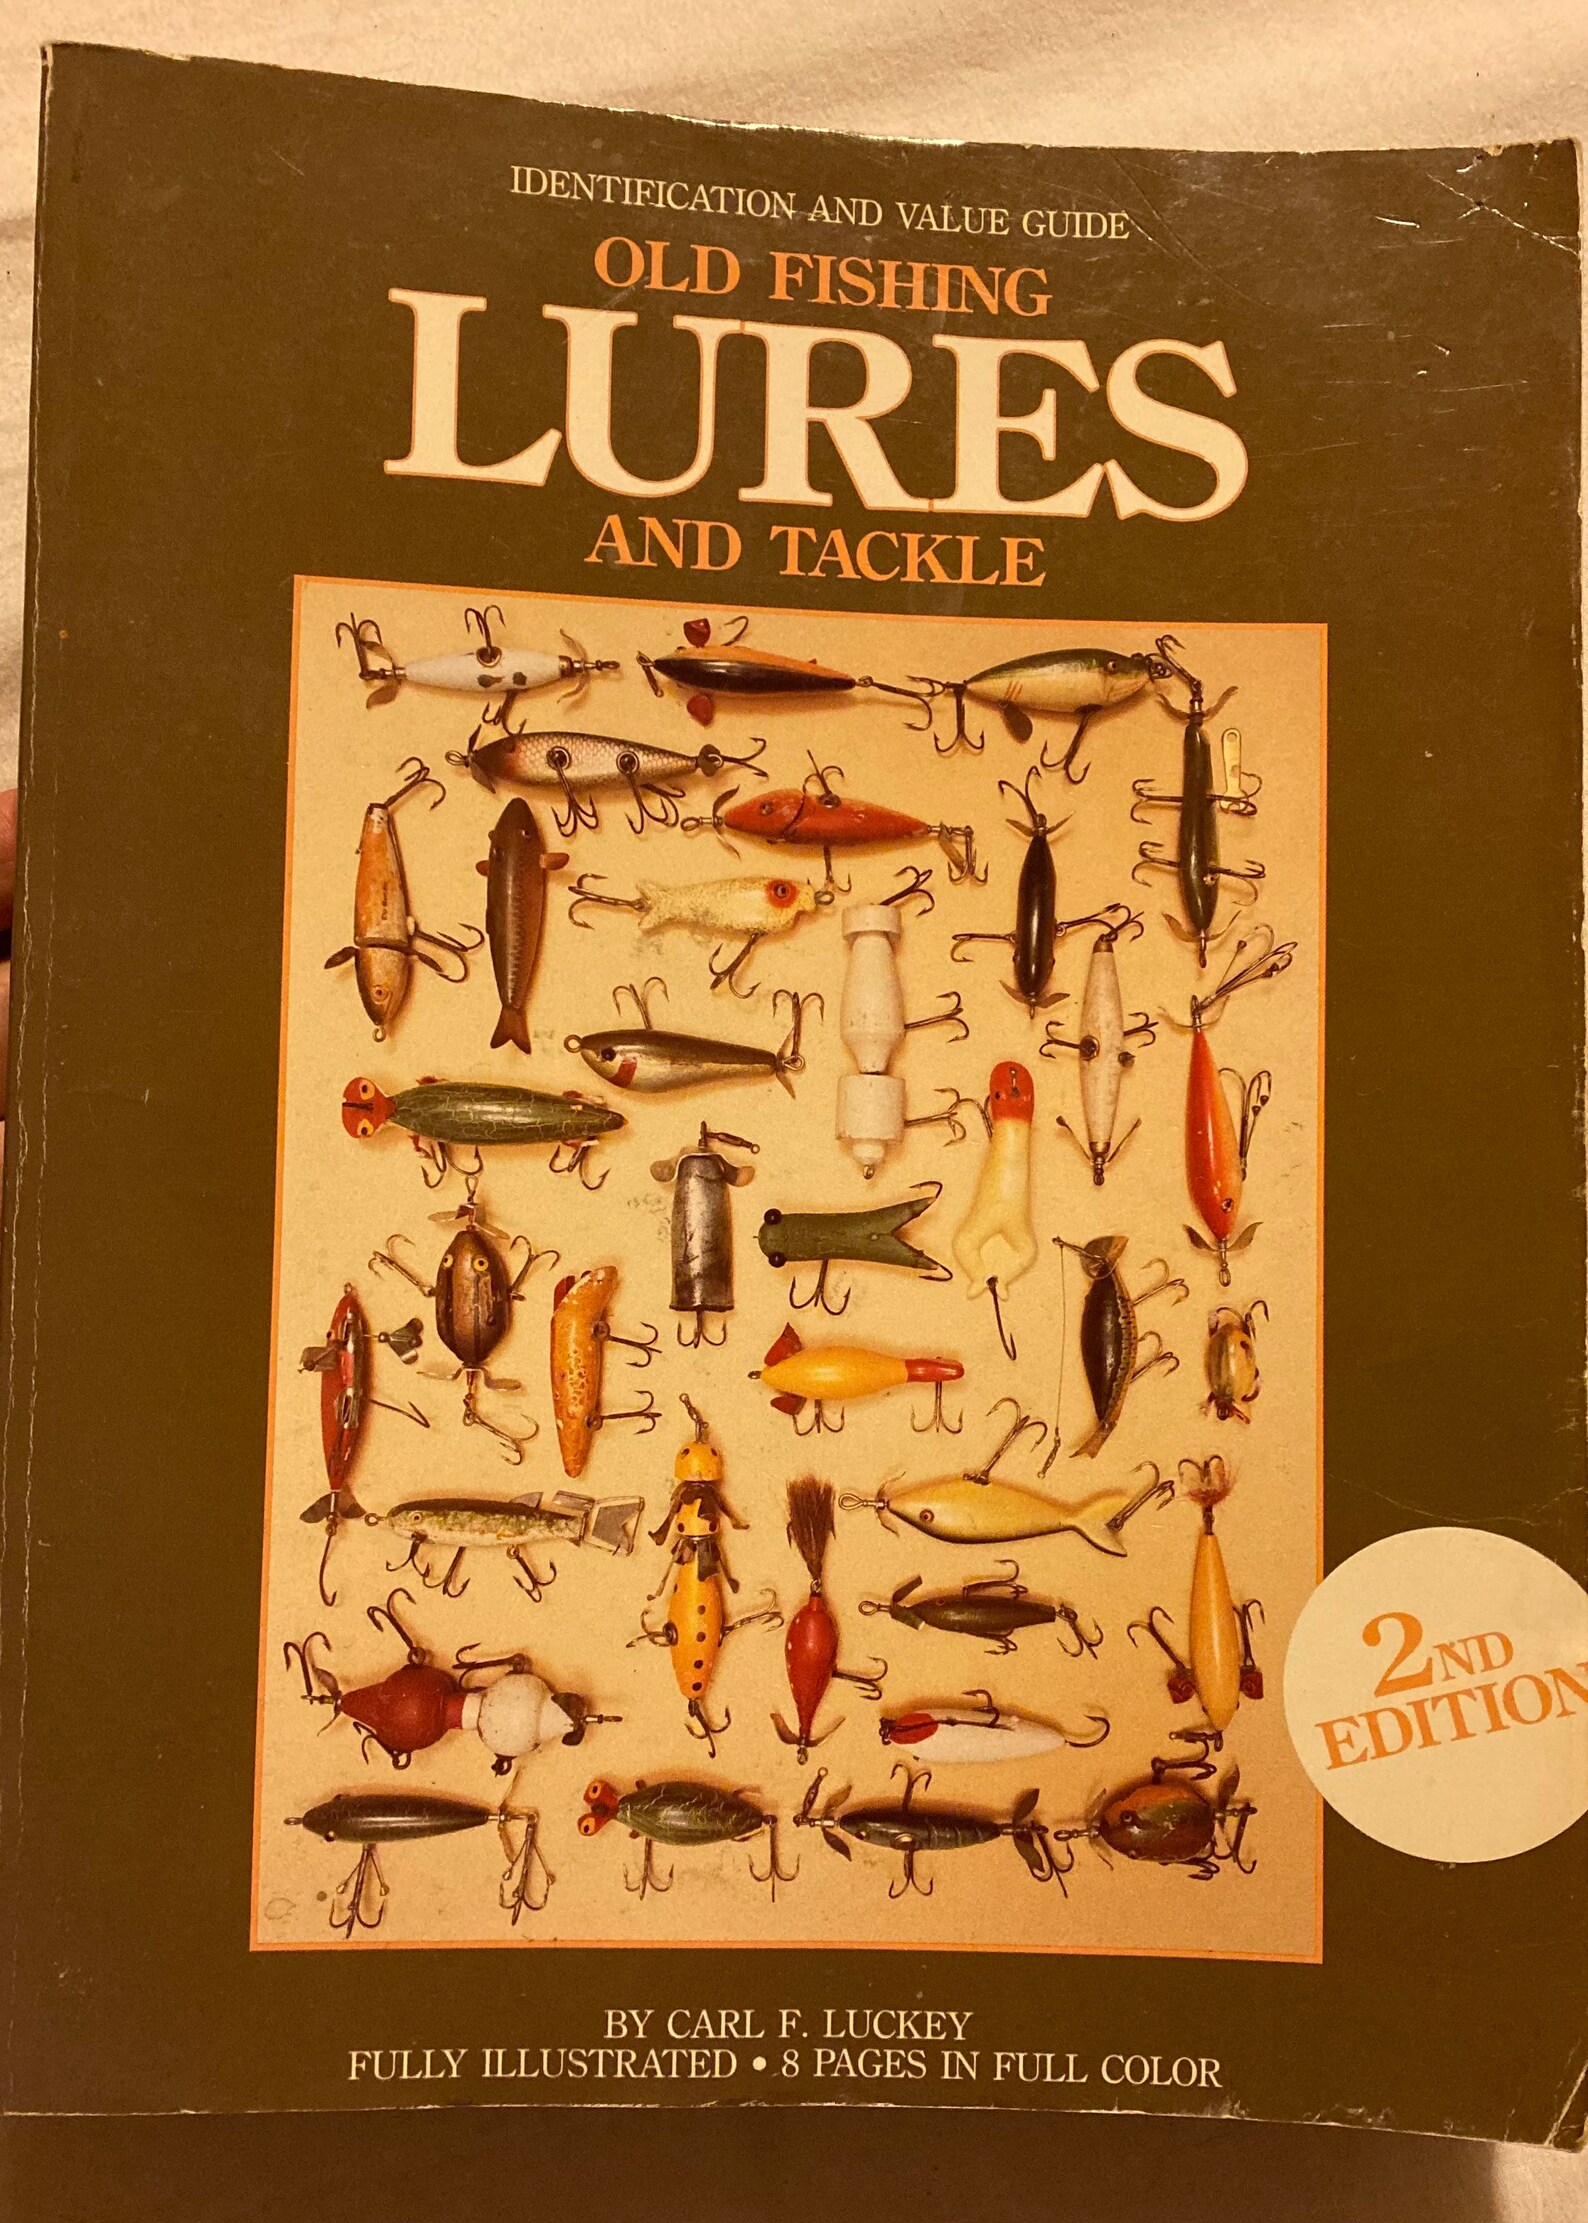 IDENTIFICATION AND VALUE GUIDE
OLD FISHING
LURES
AND TACKLE
2ND
EDITION
BY CARL F. LUCKEY
FULLY ILLUSTRATED • 8 PAGES IN FULL COLOR